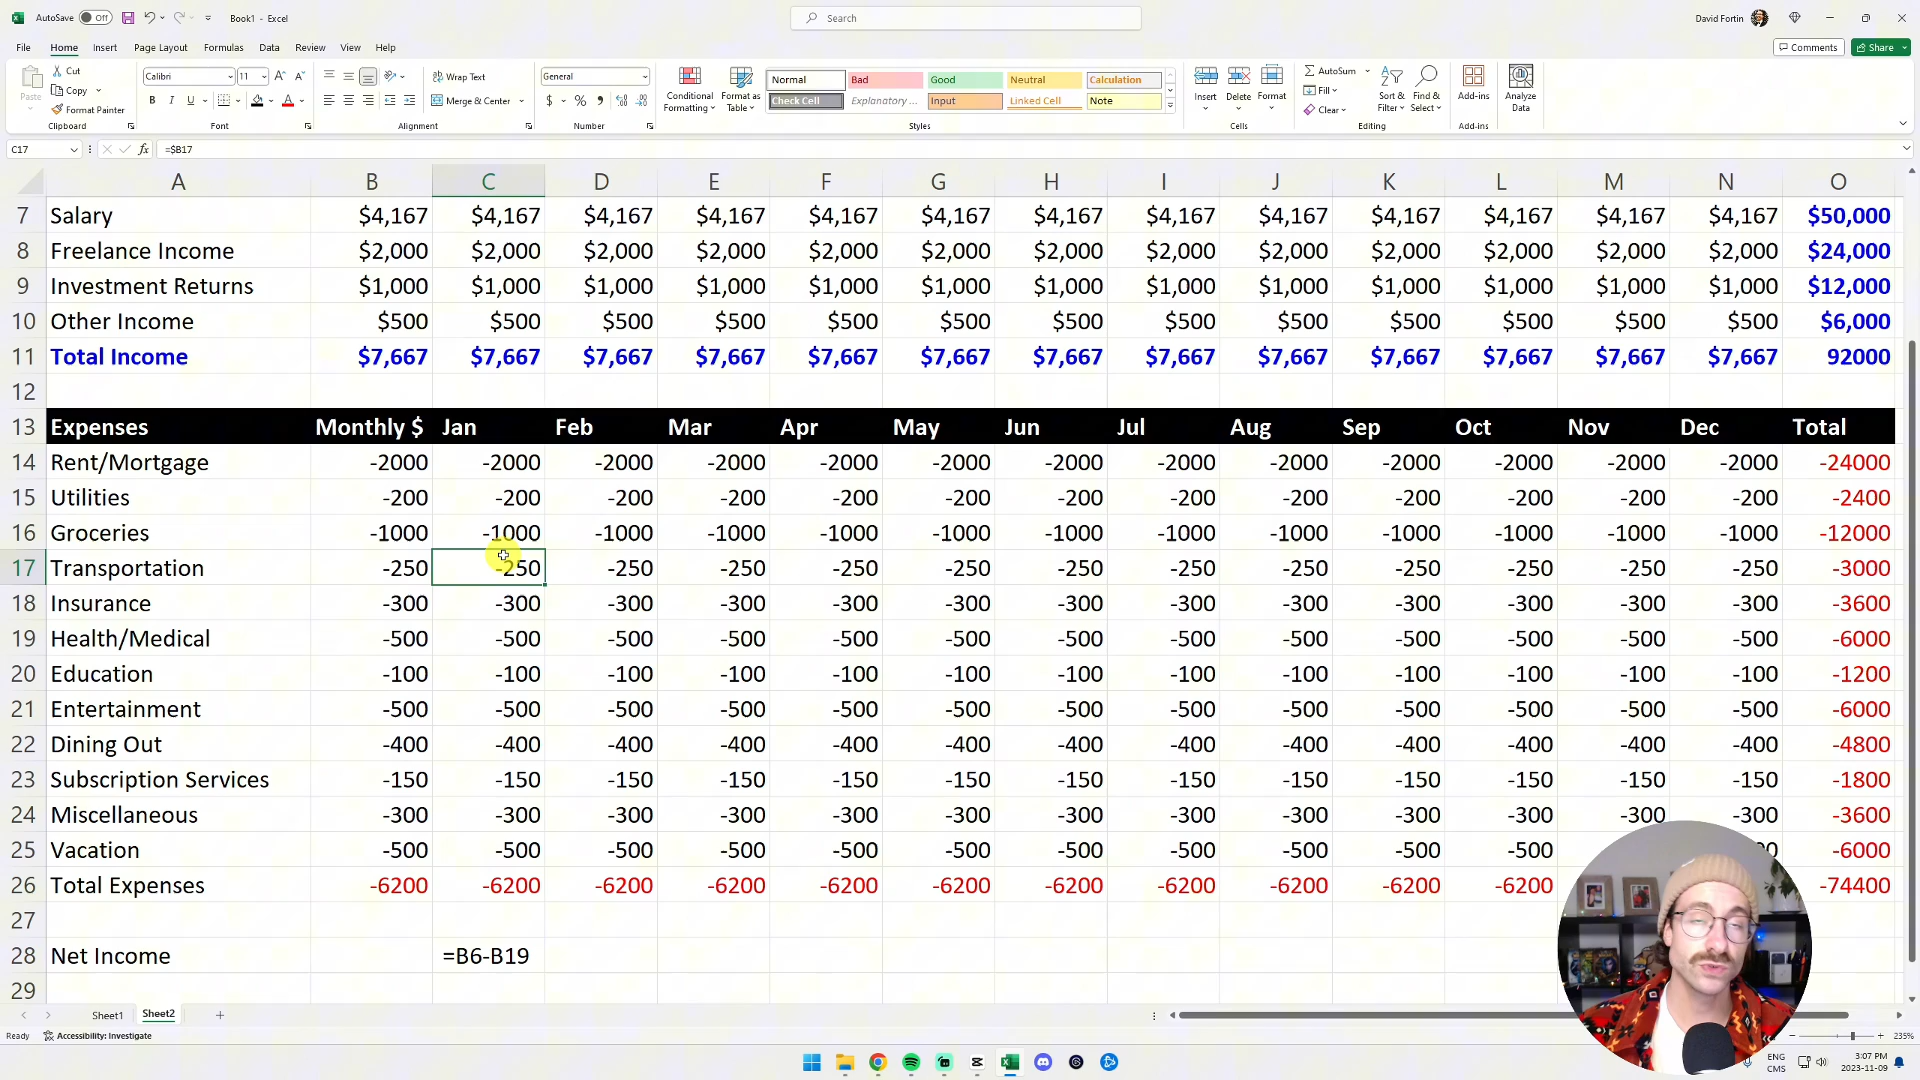 AutoSave Off Book1 - Excel Search David Fortin
File Home Insert Page Layout Formulas Data Review View Help Comments Share
Cut
Copy
Format Painter
Paste
Clipboard
Calibri 11
B I U
Font
Wrap Text
Merge & Center
Alignment
General
$ %
Number
Conditional Formatting
Format as Table
Normal Bad Good Neutral Calculation
Check Cell Explanatory ... Input Linked Cell Note
Styles
Insert Delete Format
Cells
AutoSum
Fill
Clear
Sort & Filter
Find & Select
Editing
Add-ins
Add-ins
Analyze Data
C17 fx =$B17
A B C D E F G H I J K L M N O
7 Salary $4,167 $4,167 $4,167 $4,167 $4,167 $4,167 $4,167 $4,167 $4,167 $4,167 $4,167 $4,167 $4,167 $50,000
8 Freelance Income $2,000 $2,000 $2,000 $2,000 $2,000 $2,000 $2,000 $2,000 $2,000 $2,000 $2,000 $2,000 $2,000 $24,000
9 Investment Returns $1,000 $1,000 $1,000 $1,000 $1,000 $1,000 $1,000 $1,000 $1,000 $1,000 $1,000 $1,000 $1,000 $12,000
10 Other Income $500 $500 $500 $500 $500 $500 $500 $500 $500 $500 $500 $500 $500 $6,000
11 Total Income $7,667 $7,667 $7,667 $7,667 $7,667 $7,667 $7,667 $7,667 $7,667 $7,667 $7,667 $7,667 $7,667 92000
12
13 Expenses Monthly $ Jan Feb Mar Apr May Jun Jul Aug Sep Oct Nov Dec Total
14 Rent/Mortgage -2000 -2000 -2000 -2000 -2000 -2000 -2000 -2000 -2000 -2000 -2000 -2000 -2000 -24000
15 Utilities -200 -200 -200 -200 -200 -200 -200 -200 -200 -200 -200 -200 -200 -2400
16 Groceries -1000 -1000 -1000 -1000 -1000 -1000 -1000 -1000 -1000 -1000 -1000 -1000 -1000 -12000
17 Transportation -250 -250 -250 -250 -250 -250 -250 -250 -250 -250 -250 -250 -250 -3000
18 Insurance -300 -300 -300 -300 -300 -300 -300 -300 -300 -300 -300 -300 -300 -3600
19 Health/Medical -500 -500 -500 -500 -500 -500 -500 -500 -500 -500 -500 -500 -500 -6000
20 Education -100 -100 -100 -100 -100 -100 -100 -100 -100 -100 -100 -100 -100 -1200
21 Entertainment -500 -500 -500 -500 -500 -500 -500 -500 -500 -500 -500 -500 -500 -6000
22 Dining Out -400 -400 -400 -400 -400 -400 -400 -400 -400 -400 -400 -400 -400 -4800
23 Subscription Services -150 -150 -150 -150 -150 -150 -150 -150 -150 -150 -150 -150 -150 -1800
24 Miscellaneous -300 -300 -300 -300 -300 -300 -300 -300 -300 -300 -300 -300 -300 -3600
25 Vacation -500 -500 -500 -500 -500 -500 -500 -500 -500 -500 -500 -500 -6000
26 Total Expenses -6200 -6200 -6200 -6200 -6200 -6200 -6200 -6200 -6200 -6200 -6200 -74400
27
28 Net Income =B6-B19
29
Sheet1 Sheet2
Ready Accessibility: Investigate 235%
ENG CMS
3:07 PM
2023-11-09